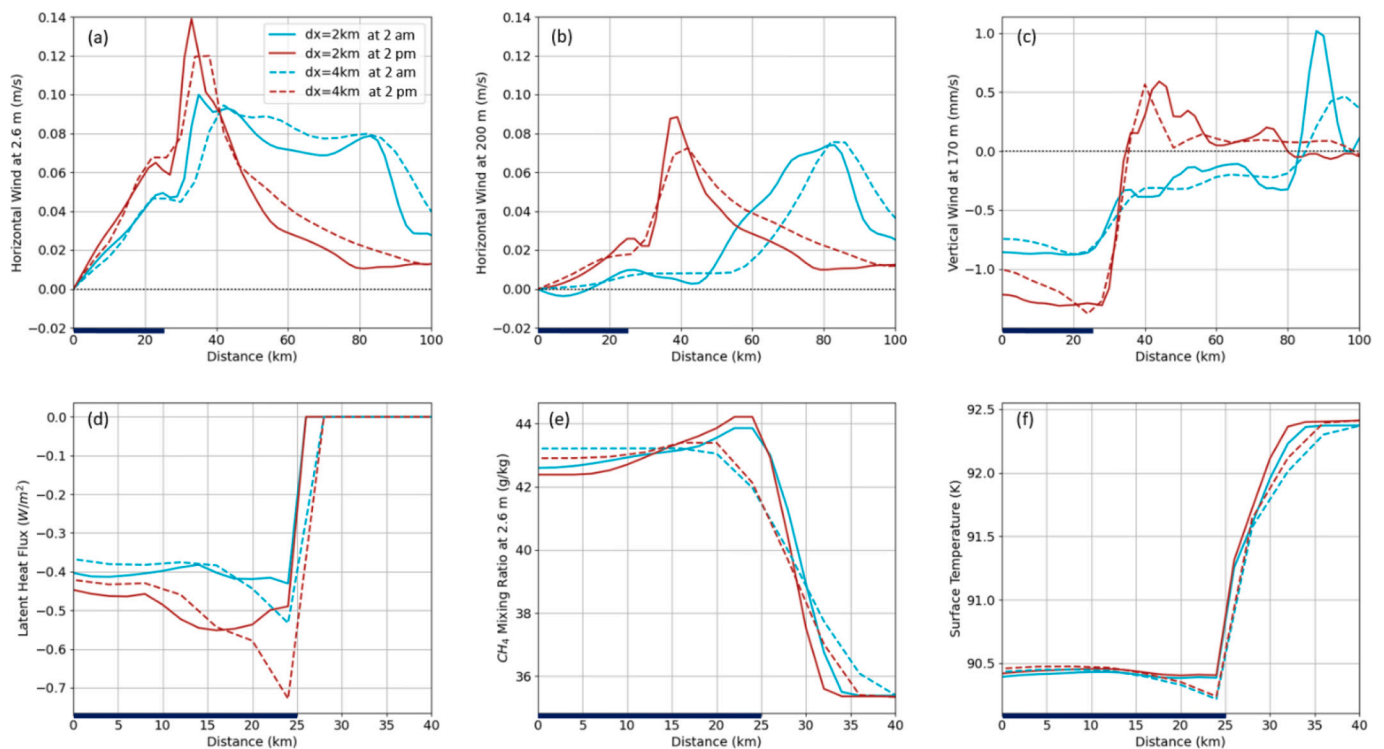 (a)
dx=2km at 2 am
dx=2km at 2 pm
dx=4km at 2 am
dx=4km at 2 pm
Horizontal Wind at 2.6 m (m/s)
0.14
0.12
0.10
0.08
0.06
0.04
0.02
0.00
−0.02
0 20 40 60 80 100
Distance (km)
(b)
Horizontal Wind at 200 m (m/s)
0.14
0.12
0.10
0.08
0.06
0.04
0.02
0.00
−0.02
0 20 40 60 80 100
Distance (km)
(c)
Vertical Wind at 170 m (mm/s)
1.0
0.5
0.0
−0.5
−1.0
0 20 40 60 80 100
Distance (km)
(d)
Latent Heat Flux (W/m²)
0.0
−0.1
−0.2
−0.3
−0.4
−0.5
−0.6
−0.7
0 5 10 15 20 25 30 35 40
Distance (km)
(e)
CH₄ Mixing Ratio at 2.6 m (g/kg)
44
42
40
38
36
0 5 10 15 20 25 30 35 40
Distance (km)
(f)
Surface Temperature (K)
92.5
92.0
91.5
91.0
90.5
0 5 10 15 20 25 30 35 40
Distance (km)